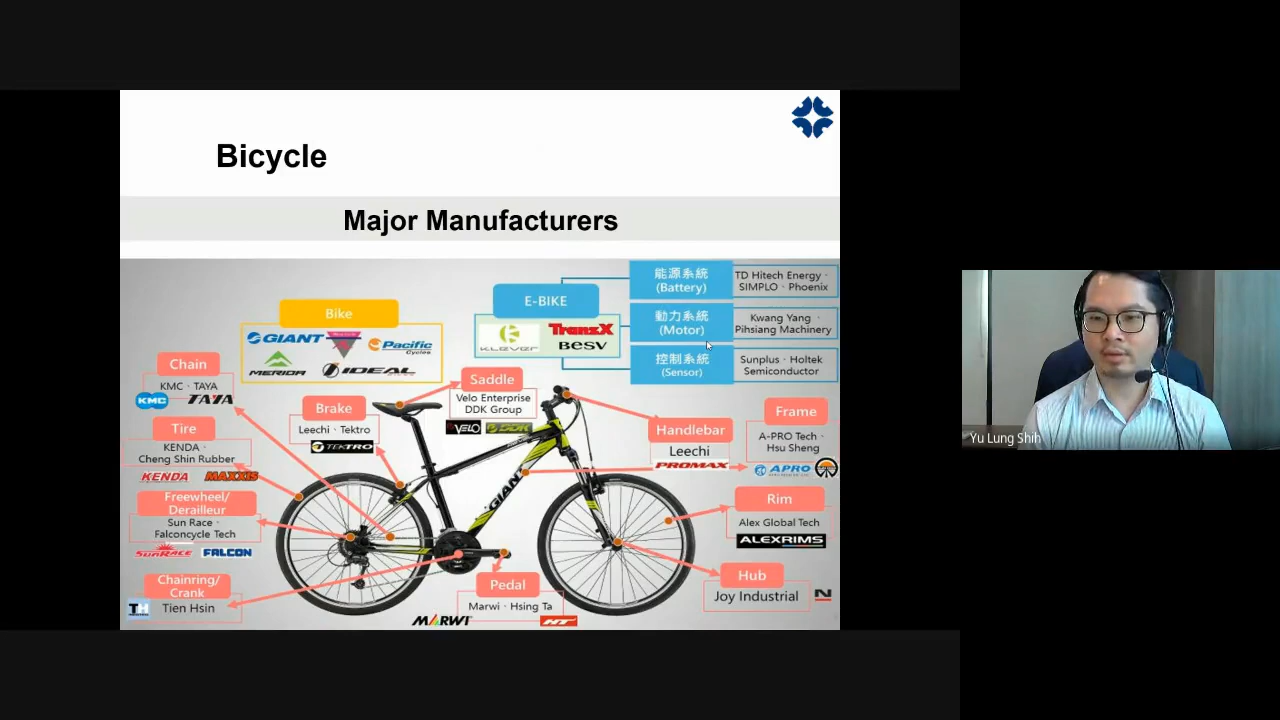 Bicycle
Major Manufacturers
能源系統
(Battery)
TD Hitech Energy．
SIMPLO．Phoenix
E-BIKE
KLEVER
TranzX
BESV
動力系統
(Motor)
Kwang Yang．
Pihsiang Machinery
控制系統
(Sensor)
Sunplus．Holtek
Semiconductor
Bike
GIANT
Pacific
Cycles
MERIDA
IDEAL
Chain
KMC．TAYA
KMC
TAYA
Saddle
Velo Enterprise
DDK Group
VELO
DDK
Brake
Leechi．Tektro
TEKTRO
Tire
KENDA．
Cheng Shin Rubber
KENDA
MAXXIS
Handlebar
Leechi
PROMAX
Frame
A-PRO Tech．
Hsu Sheng
APRO
Yu Lung Shih
Freewheel/
Derailleur
Sun Race．
Falconcycle Tech
SunRACE
FALCON
GIANT
Rim
Alex Global Tech
ALEXRIMS
Chainring/
Crank
Tien Hsin
TH
Pedal
Marwi．Hsing Ta
MARWI
HT
Hub
Joy Industrial
N